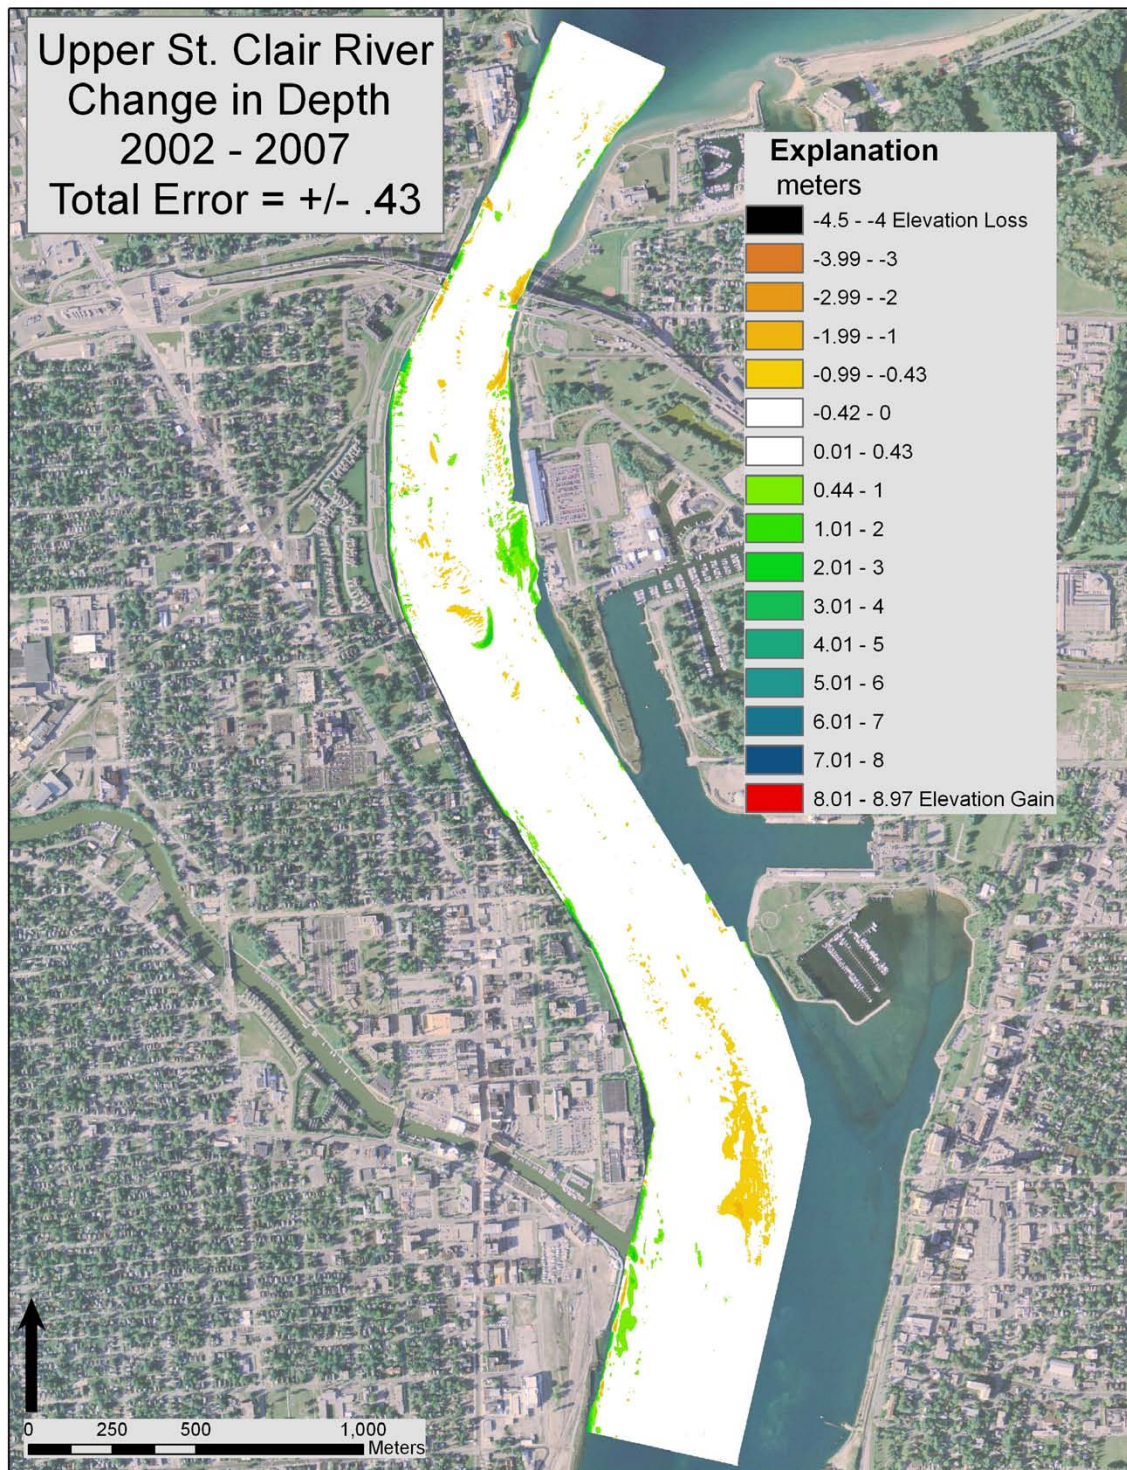 Upper St. Clair River
Change in Depth
2002 - 2007
Total Error = +/- .43
Explanation
meters
-4.5 - -4 Elevation Loss
-3.99 - -3
-2.99 - -2
-1.99 - -1
-0.99 - -0.43
-0.42 - 0
0.01 - 0.43
0.44 - 1
1.01 - 2
2.01 - 3
3.01 - 4
4.01 - 5
5.01 - 6
6.01 - 7
7.01 - 8
8.01 - 8.97 Elevation Gain
0 250 500 1,000
Meters